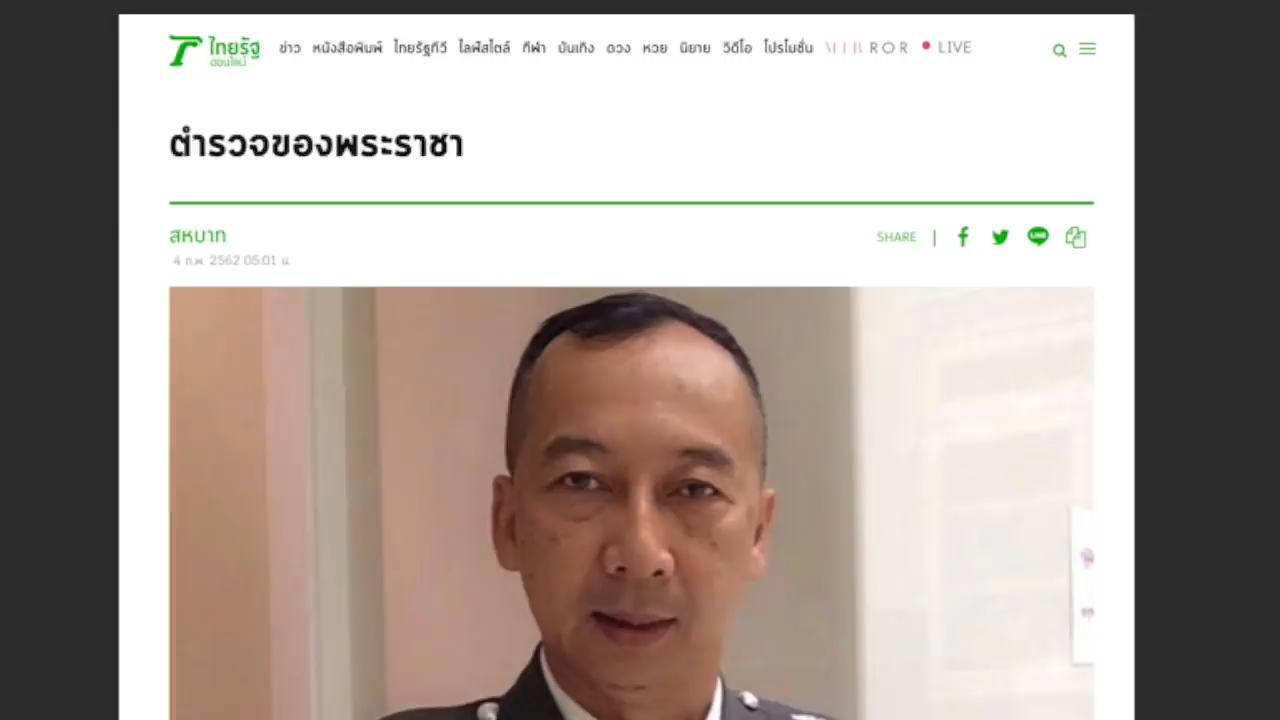 ไทยรัฐ
ออนไลน์
ข่าว หนังสือพิมพ์ ไทยรัฐทีวี ไลฟ์สไตล์ กีฬา บันเทิง ดวง หวย นิยาย วิดีโอ โปรโมชั่น MIRROR LIVE
ตำรวจของพระราชา
สหบาท
SHARE |
4 ก.พ. 2562 05:01 น.
LINE